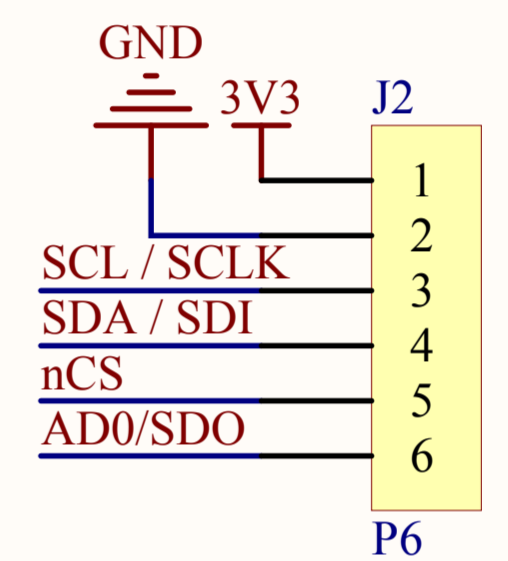 GND
3V3
J2
1
2
SCL / SCLK
3
SDA / SDI
4
nCS
5
AD0/SDO
6
P6